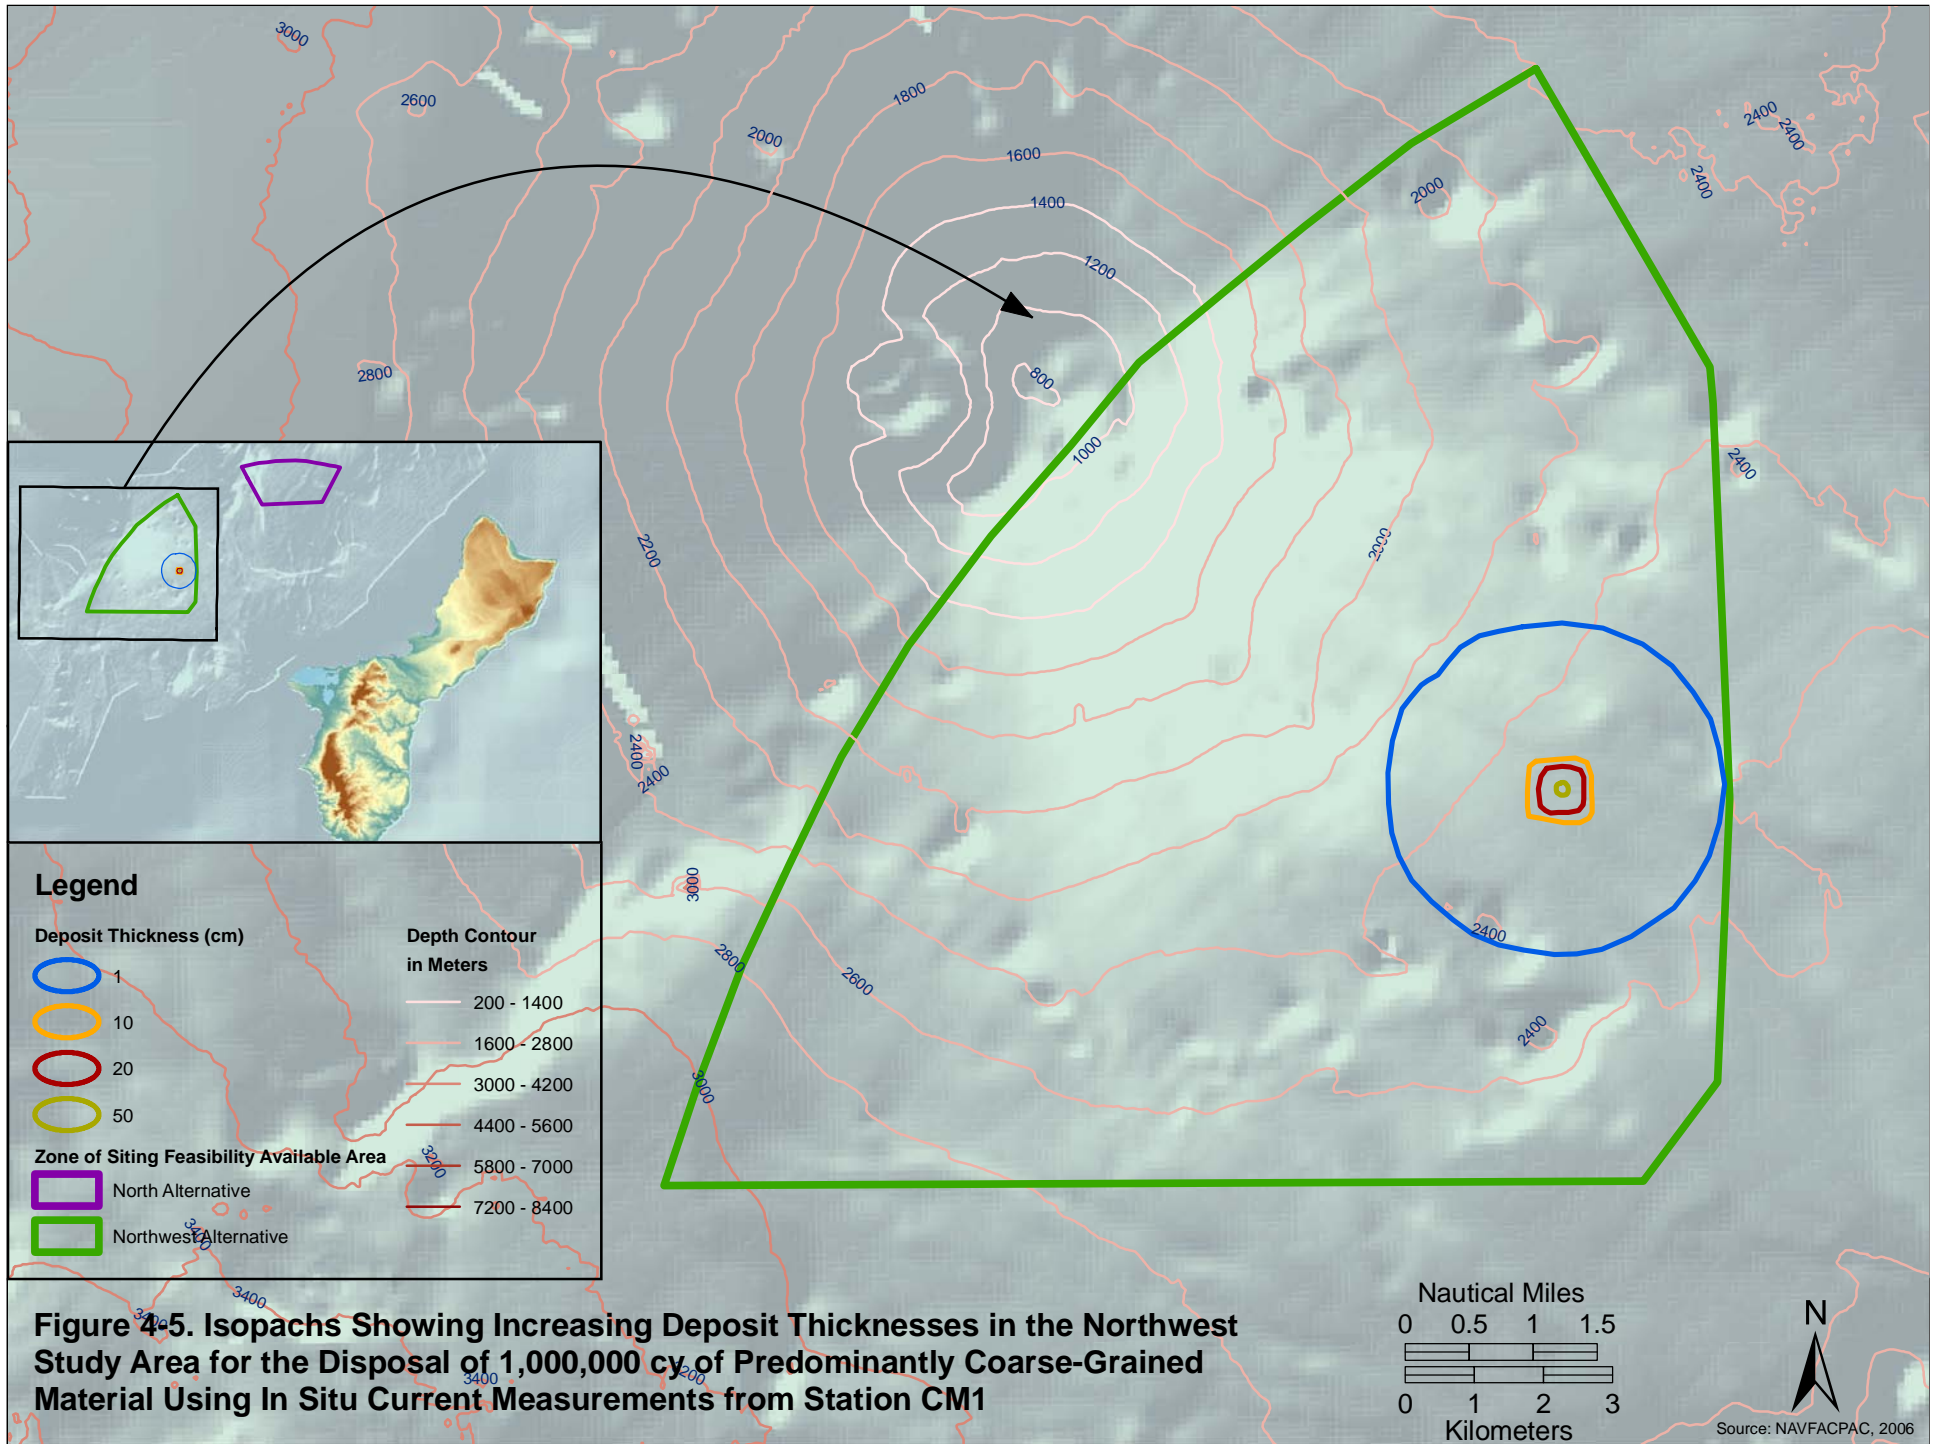 3000
2600
1800
2000
1600
1400
1200
2000
2400
2400
2400
2800
800
1000
2400
2200
2000
2400
2400
3000
2800
2600
2400
2400
3000
Legend
Deposit Thickness (cm)
1
10
20
50
Zone of Siting Feasibility Available Area
North Alternative
Northwest Alternative
Depth Contour
in Meters
200 - 1400
1600 - 2800
3000 - 4200
4400 - 5600
5800 - 7000
7200 - 8400
3200
3400
3400
3400
3400
3200
Figure 4-5. Isopachs Showing Increasing Deposit Thicknesses in the Northwest
Study Area for the Disposal of 1,000,000 cy of Predominantly Coarse-Grained
Material Using In Situ Current Measurements from Station CM1
Nautical Miles
0 0.5 1 1.5
0 1 2 3
Kilometers
N
Source: NAVFACPAC, 2006